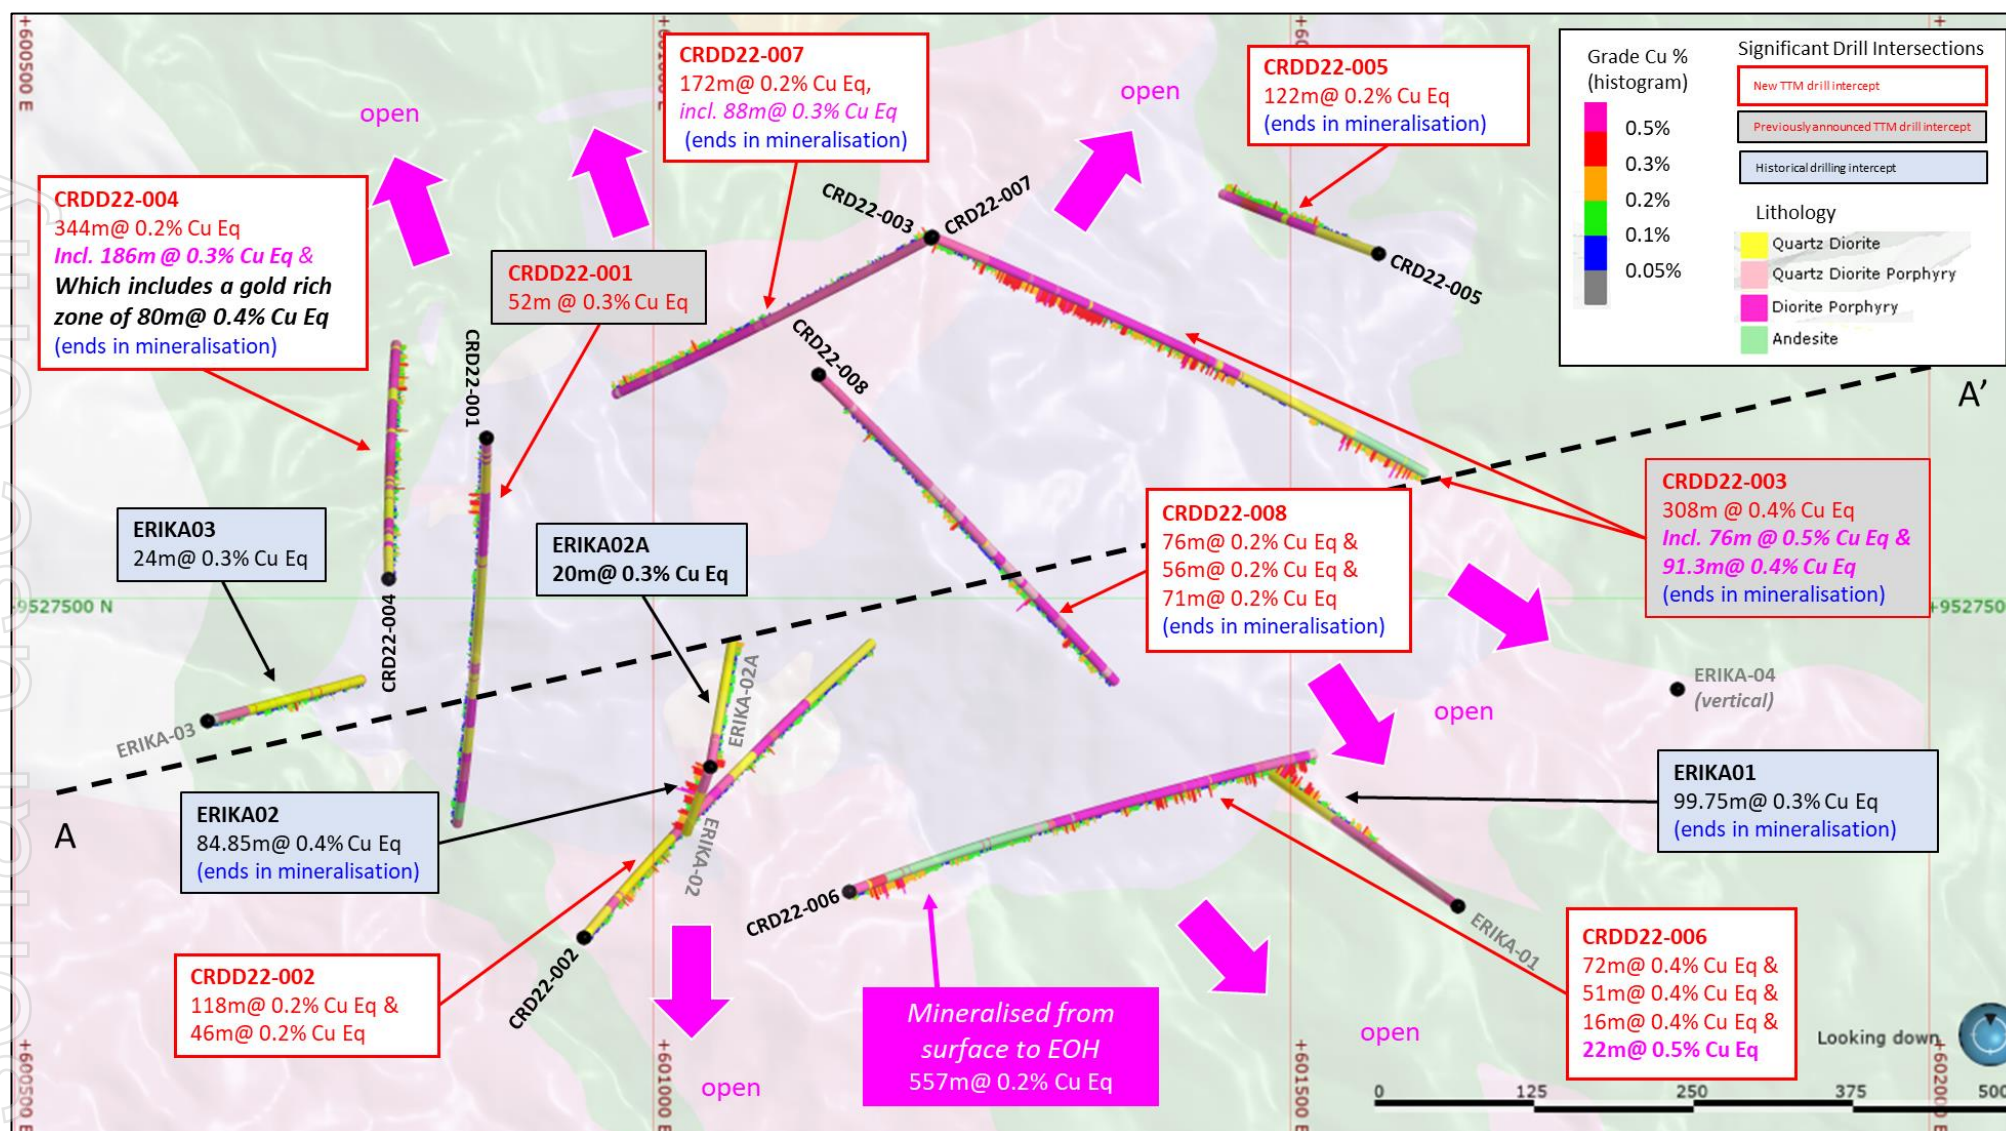 +600500 E
+601000 E
CRDD22-007
172m@ 0.2% Cu Eq,
incl. 88m@ 0.3% Cu Eq
(ends in mineralisation)
open
open
CRDD22-005
122m@ 0.2% Cu Eq
(ends in mineralisation)
Grade Cu %
(histogram)
0.5%
0.3%
0.2%
0.1%
0.05%
Significant Drill Intersections
New TTM drill intercept
Previously announced TTM drill intercept
Historical drilling intercept
Lithology
Quartz Diorite
Quartz Diorite Porphyry
Diorite Porphyry
Andesite
CRDD22-004
344m@ 0.2% Cu Eq
Incl. 186m @ 0.3% Cu Eq &
Which includes a gold rich
zone of 80m@ 0.4% Cu Eq
(ends in mineralisation)
CRDD22-001
52m @ 0.3% Cu Eq
CRD22-003
CRD22-007
CRD22-005
CRD22-001
CRD22-008
A'
CRDD22-003
308m @ 0.4% Cu Eq
Incl. 76m @ 0.5% Cu Eq &
91.3m@ 0.4% Cu Eq
(ends in mineralisation)
CRDD22-008
76m@ 0.2% Cu Eq &
56m@ 0.2% Cu Eq &
71m@ 0.2% Cu Eq
(ends in mineralisation)
ERIKA03
24m@ 0.3% Cu Eq
ERIKA02A
20m@ 0.3% Cu Eq
+9527500 N
+952750
CRD22-004
ERIKA-03
ERIKA-02A
ERIKA-04
(vertical)
open
A
ERIKA02
84.85m@ 0.4% Cu Eq
(ends in mineralisation)
ERIKA-02
ERIKA01
99.75m@ 0.3% Cu Eq
(ends in mineralisation)
CRD22-006
ERIKA-01
CRD22-002
CRDD22-002
118m@ 0.2% Cu Eq &
46m@ 0.2% Cu Eq
Mineralised from
surface to EOH
557m@ 0.2% Cu Eq
CRDD22-006
72m@ 0.4% Cu Eq &
51m@ 0.4% Cu Eq &
16m@ 0.4% Cu Eq &
22m@ 0.5% Cu Eq
open
open
Looking down
0 125 250 375 500
+600500 E
+601000 E
+601500 E
+602000 E